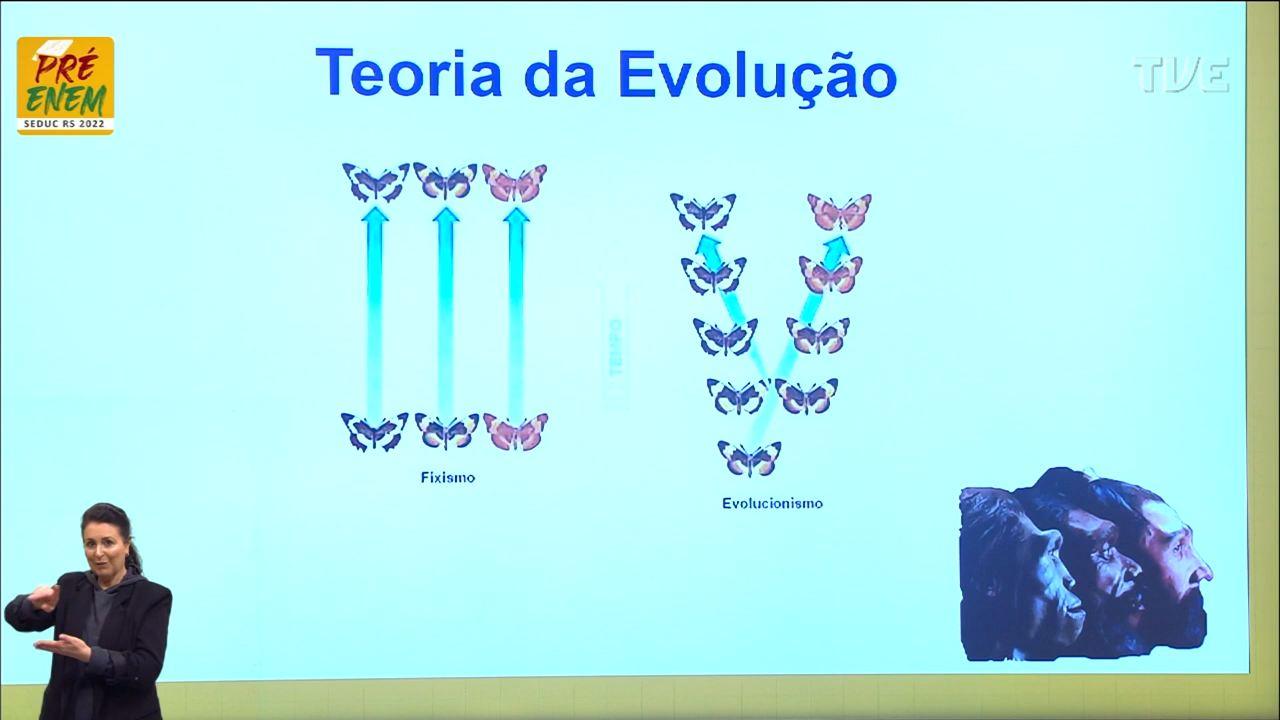 PRÉ
ENEM
SEDUC RS 2022
Teoria da Evolução
TVE
TEMPO
Fixismo
Evolucionismo